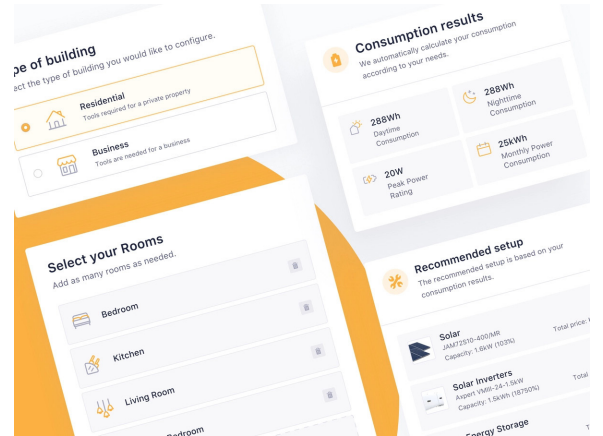 pe of building
ect the type of building you would like to configure.
Residential
Tools required for a private property
Business
Tools are needed for a business
Consumption results
We automatically calculate your consumption
according to your needs.
288Wh
Daytime
Consumption
288Wh
Nighttime
Consumption
20W
Peak Power
Rating
25kWh
Monthly Power
Consumption
Select your Rooms
Add as many rooms as needed.
Bedroom
Kitchen
Living Room
Bedroom
Recommended setup
The recommended setup is based on your
consumption results.
Solar
JAM72S10-400/MR
Capacity: 1.6kW (103%)
Total price:
Solar Inverters
Axpert VMIII-24-1.5kW
Capacity: 1.5kWh (18750%)
Total
Energy Storage